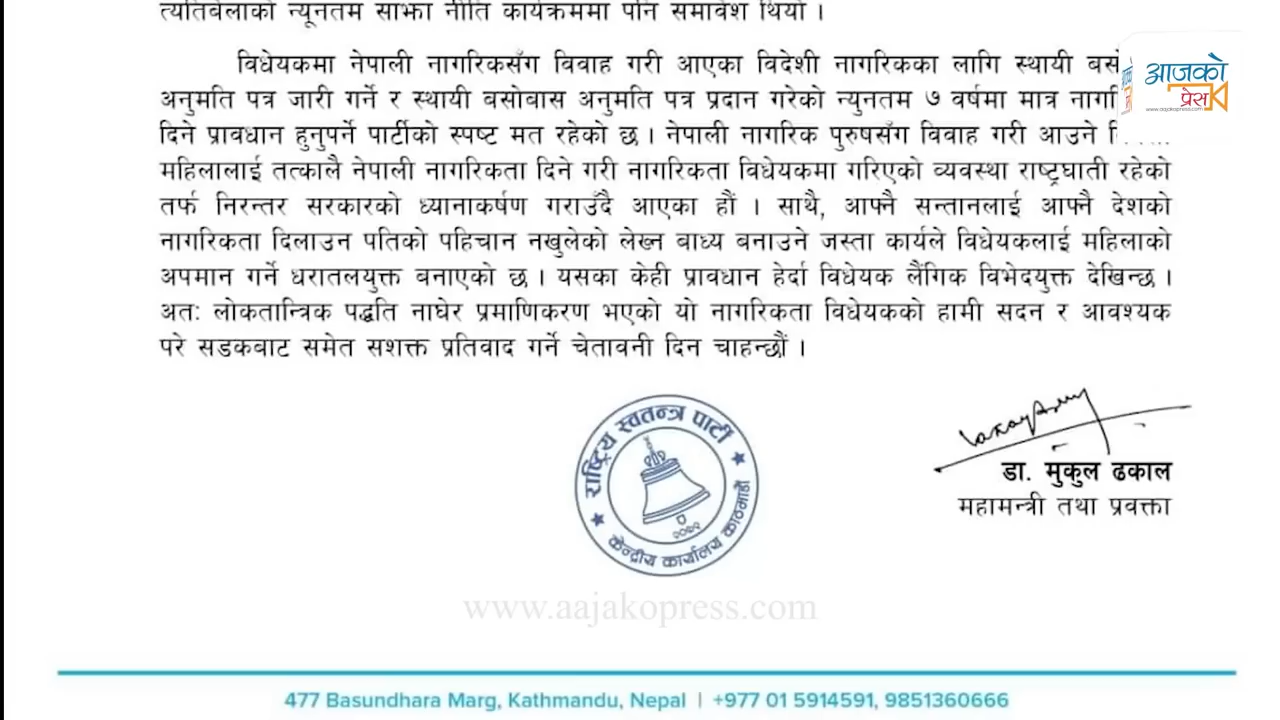 त्यतिबेलाको न्यूनतम साझा नीति कार्यक्रममा पनि समावेश थियो ।
विधेयकमा नेपाली नागरिकसँग विवाह गरी आएका विदेशी नागरिकका लागि स्थायी
अनुमति पत्र जारी गर्ने र स्थायी बसोबास अनुमति पत्र प्रदान गरेको न्युनतम ७ वर्षमा मात्र
दिने प्रावधान हुनुपर्ने पार्टीको स्पष्ट मत रहेको छ । नेपाली नागरिक पुरुषसँग विवाह गरी आउने
महिलालाई तत्कालै नेपाली नागरिकता दिने गरी नागरिकता विधेयकमा गरिएको व्यवस्था राष्ट्रघाती रहेको
तर्फ निरन्तर सरकारको ध्यानाकर्षण गराउँदै आएका हौं । साथै, आफ्नै सन्तानलाई आफ्नै देशको
नागरिकता दिलाउन पतिको पहिचान नखुलेको लेख्न बाध्य बनाउने जस्ता कार्यले विधेयकलाई महिलाको
अपमान गर्ने धरातलयुक्त बनाएको छ । यसका केही प्रावधान हेर्दा विधेयक लैंगिक विभेदयुक्त देखिन्छ ।
अतः लोकतान्त्रिक पद्धति नाघेर प्रमाणिकरण भएको यो नागरिकता विधेयकको हामी सदन र आवश्यक
परे सडकबाट समेत सशक्त प्रतिवाद गर्ने चेतावनी दिन चाहन्छौं ।
आजको
प्रेस
www.aajakopress.com
राष्ट्रिय स्वतन्त्र पार्टी
२०७९
केन्द्रीय कार्यालय काठमाडौं
डा. मुकुल ढकाल
महामन्त्री तथा प्रवक्ता
www.aajakopress.com
477 Basundhara Marg, Kathmandu, Nepal | +977 01 5914591, 9851360666